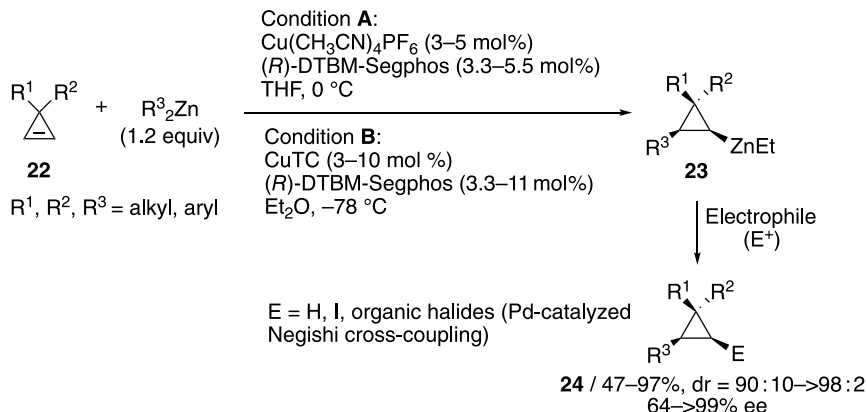 Condition A:
Cu(CH3CN)4PF6 (3–5 mol%)
(R)-DTBM-Segphos (3.3–5.5 mol%)
THF, 0 °C
R1 R2
+
R3 2Zn
(1.2 equiv)
22
R1, R2, R3 = alkyl, aryl
Condition B:
CuTC (3–10 mol %)
(R)-DTBM-Segphos (3.3–11 mol%)
Et2O, –78 °C
R1 R2
R3
ZnEt
23
Electrophile
(E+)
E = H, I, organic halides (Pd-catalyzed
Negishi cross-coupling)
R1 R2
R3
E
24 / 47–97%, dr = 90 : 10–>98 : 2
64–>99% ee